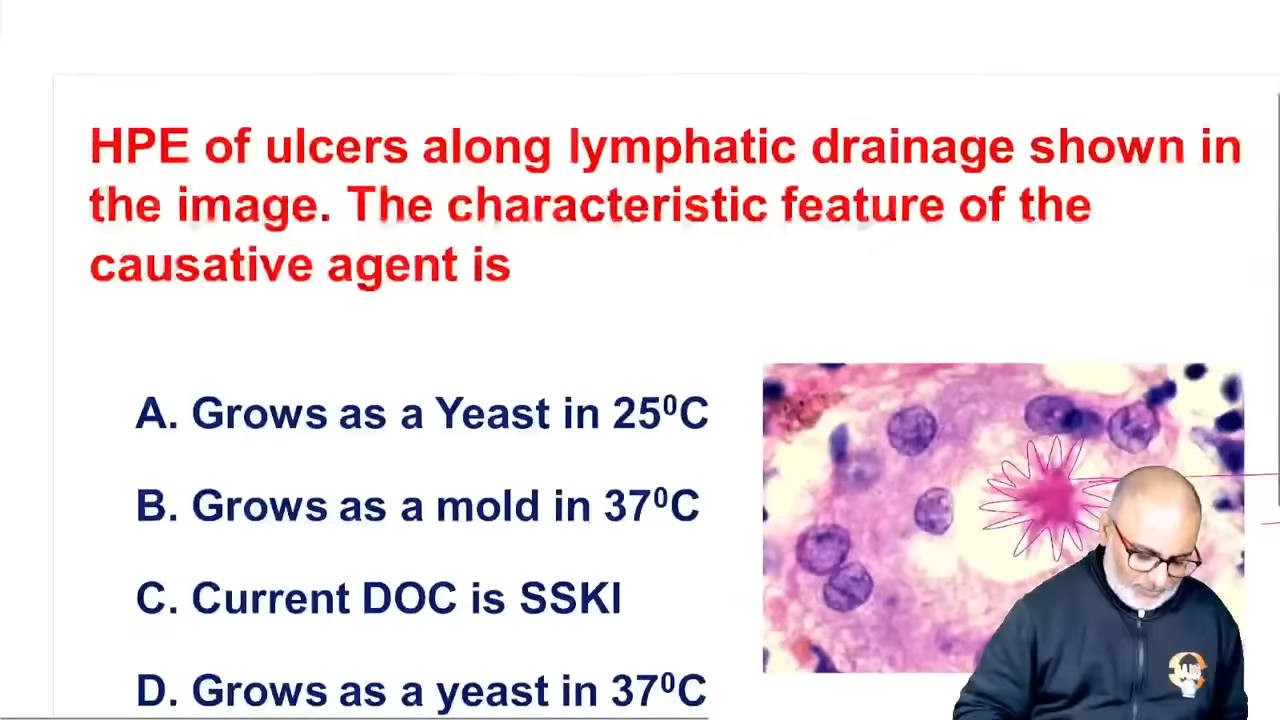 HPE of ulcers along lymphatic drainage shown in
the image. The characteristic feature of the
causative agent is
A. Grows as a Yeast in 25⁰C
B. Grows as a mold in 37⁰C
C. Current DOC is SSKI
D. Grows as a yeast in 37⁰C